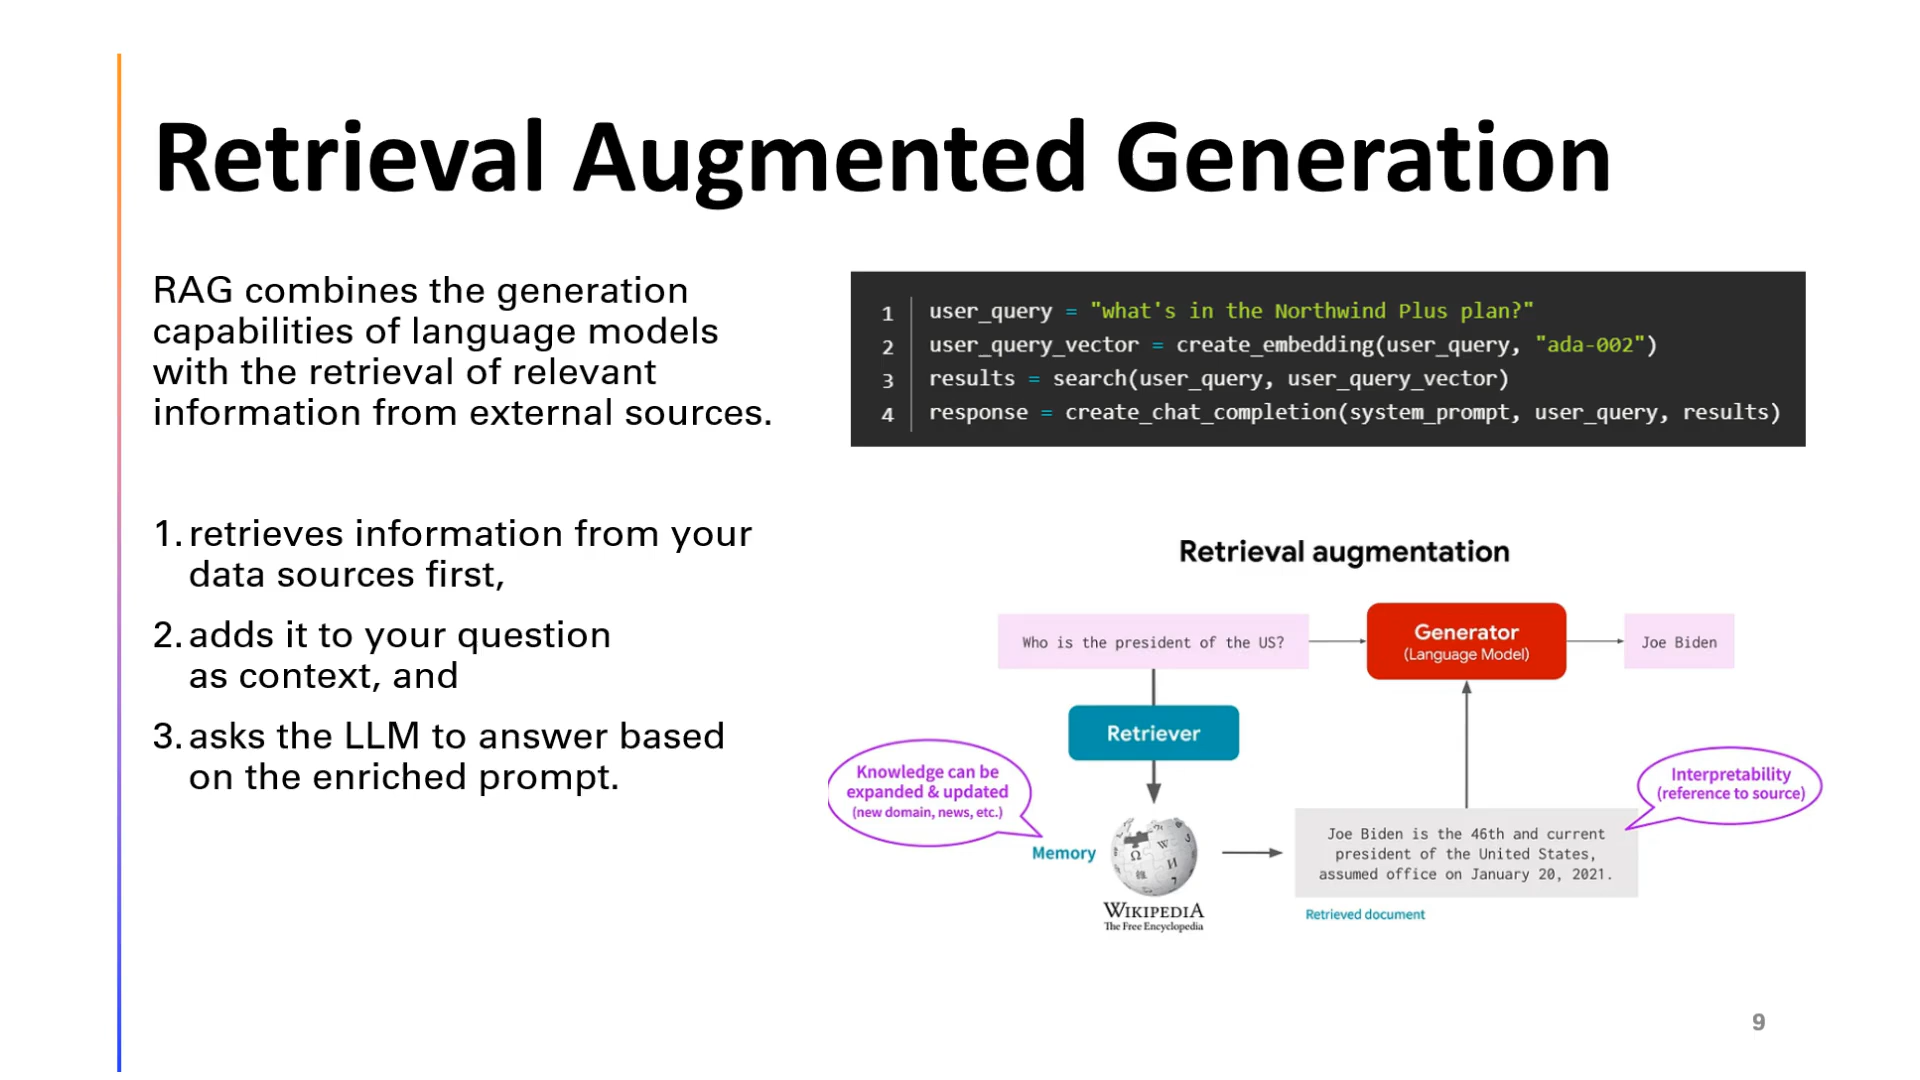 Retrieval Augmented Generation
RAG combines the generation
capabilities of language models
with the retrieval of relevant
information from external sources.
1. retrieves information from your
data sources first,
2. adds it to your question
as context, and
3. asks the LLM to answer based
on the enriched prompt.
1 user_query = "what's in the Northwind Plus plan?"
2 user_query_vector = create_embedding(user_query, "ada-002")
3 results = search(user_query, user_query_vector)
4 response = create_chat_completion(system_prompt, user_query, results)
Retrieval augmentation
Who is the president of the US?
Generator
(Language Model)
Joe Biden
Retriever
Knowledge can be
expanded & updated
(new domain, news, etc.)
Memory
WIKIPEDIA
The Free Encyclopedia
Joe Biden is the 46th and current
president of the United States,
assumed office on January 20, 2021.
Retrieved document
Interpretability
(reference to source)
9